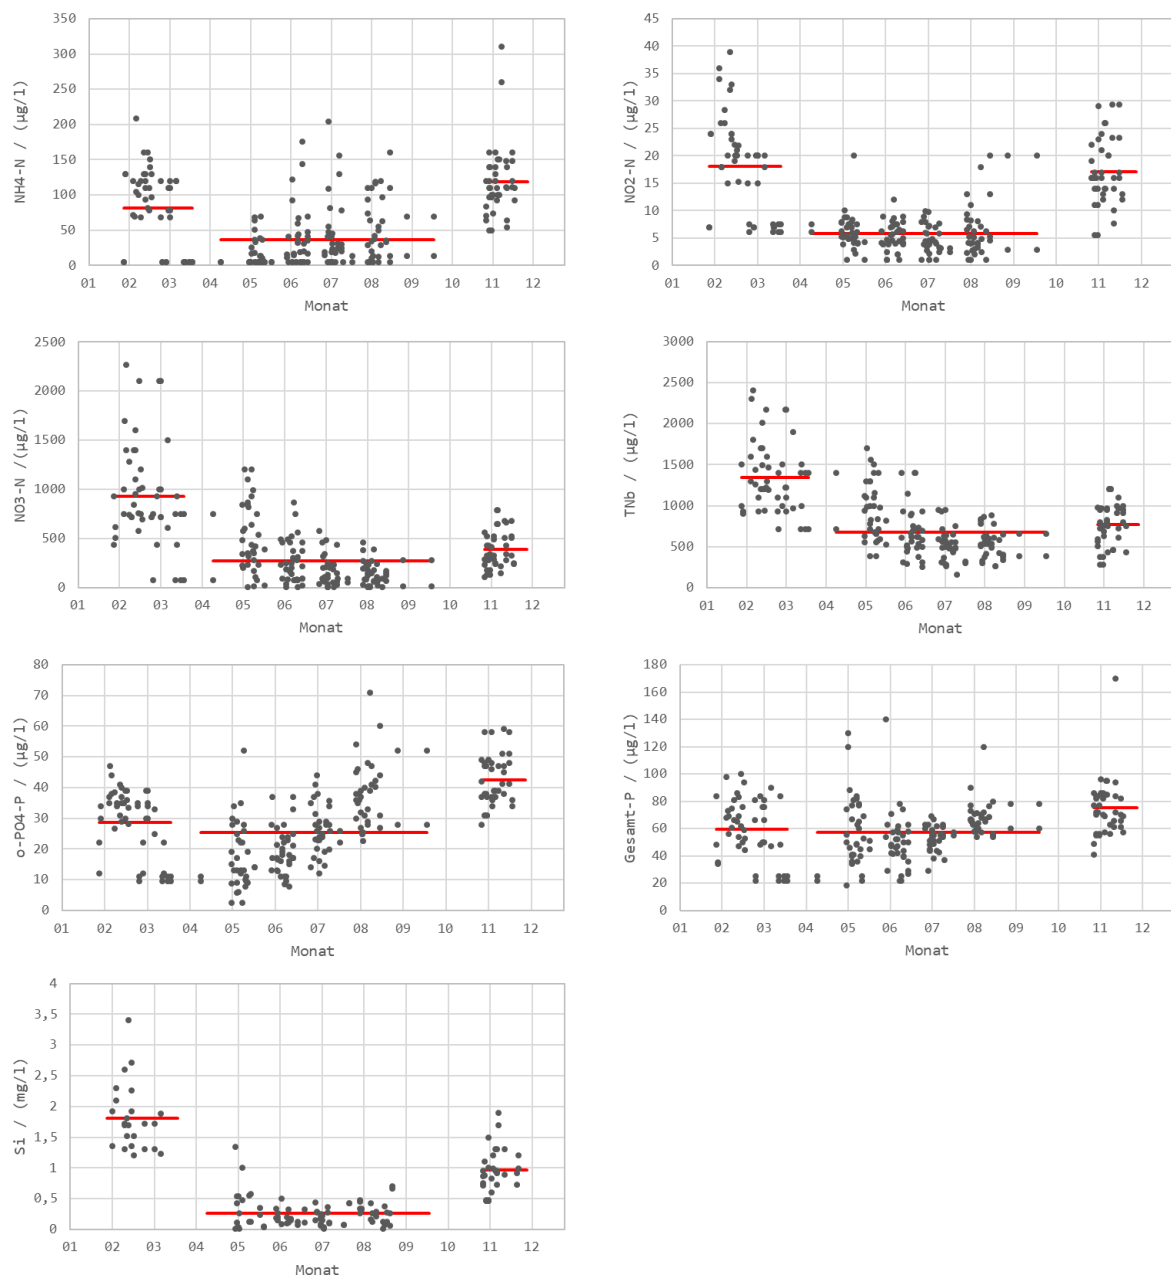 350
300
250
200
150
100
50
0
NH4-N / (µg/l)
01 02 03 04 05 06 07 08 09 10 11 12
Monat
45
40
35
30
25
20
15
10
5
0
NO2-N / (µg/l)
01 02 03 04 05 06 07 08 09 10 11 12
Monat
2500
2000
1500
1000
500
0
NO3-N /(µg/l)
01 02 03 04 05 06 07 08 09 10 11 12
Monat
3000
2500
2000
1500
1000
500
0
TNb / (µg/l)
01 02 03 04 05 06 07 08 09 10 11 12
Monat
80
70
60
50
40
30
20
10
0
o-PO4-P / (µg/l)
01 02 03 04 05 06 07 08 09 10 11 12
Monat
180
160
140
120
100
80
60
40
20
0
Gesamt-P / (µg/l)
01 02 03 04 05 06 07 08 09 10 11 12
Monat
4
3,5
3
2,5
2
1,5
1
0,5
0
Si / (mg/l)
01 02 03 04 05 06 07 08 09 10 11 12
Monat